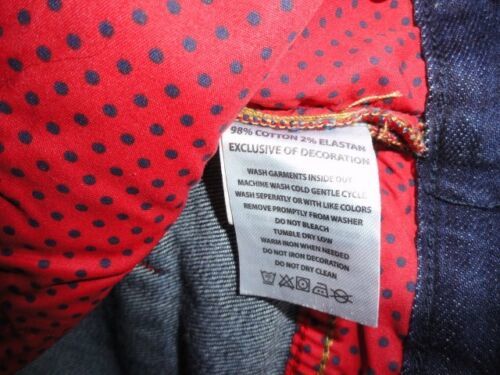 98% COTTON 2% ELASTAN
EXCLUSIVE OF DECORATION
WASH GARMENTS INSIDE OUT
MACHINE WASH COLD GENTLE CYCLE
WASH SEPERATLY OR WITH LIKE COLORS
REMOVE PROMPTLY FROM WASHER
DO NOT BLEACH
TUMBLE DRY LOW
WARM IRON WHEN NEEDED
DO NOT IRON DECORATION
DO NOT DRY CLEAN